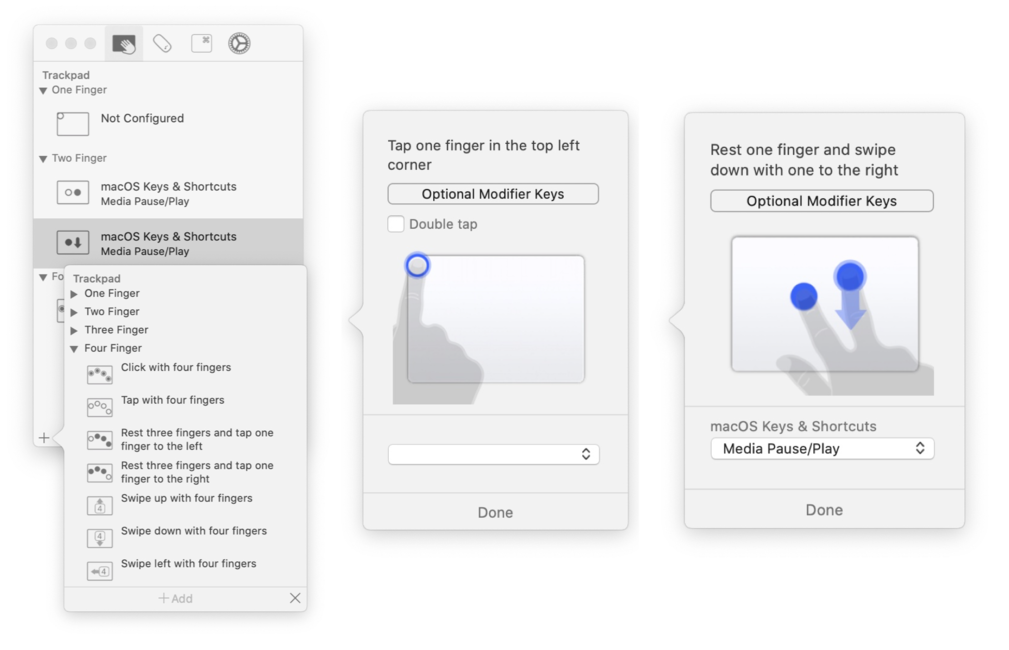 Trackpad
One Finger
Not Configured
Two Finger
macOS Keys & Shortcuts
Media Pause/Play
macOS Keys & Shortcuts
Media Pause/Play
Fo
Trackpad
One Finger
Two Finger
Three Finger
Four Finger
Click with four fingers
Tap with four fingers
Rest three fingers and tap one
finger to the left
Rest three fingers and tap one
finger to the right
4
Swipe up with four fingers
4
Swipe down with four fingers
4
Swipe left with four fingers
+ Add
Tap one finger in the top left
corner
Optional Modifier Keys
Double tap
Done
Rest one finger and swipe
down with one to the right
Optional Modifier Keys
macOS Keys & Shortcuts
Media Pause/Play
Done